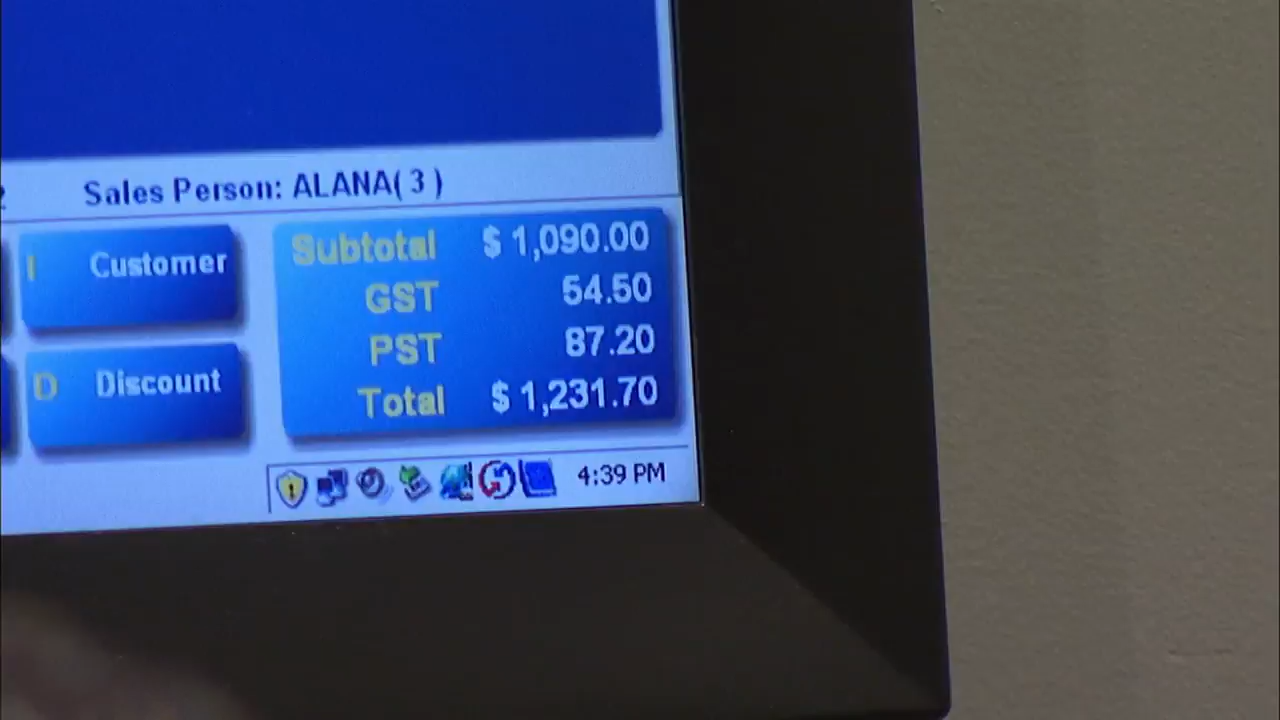 Sales Person: ALANA( 3 )
I Customer
D Discount
Subtotal $ 1,090.00
GST 54.50
PST 87.20
Total $ 1,231.70
4:39 PM